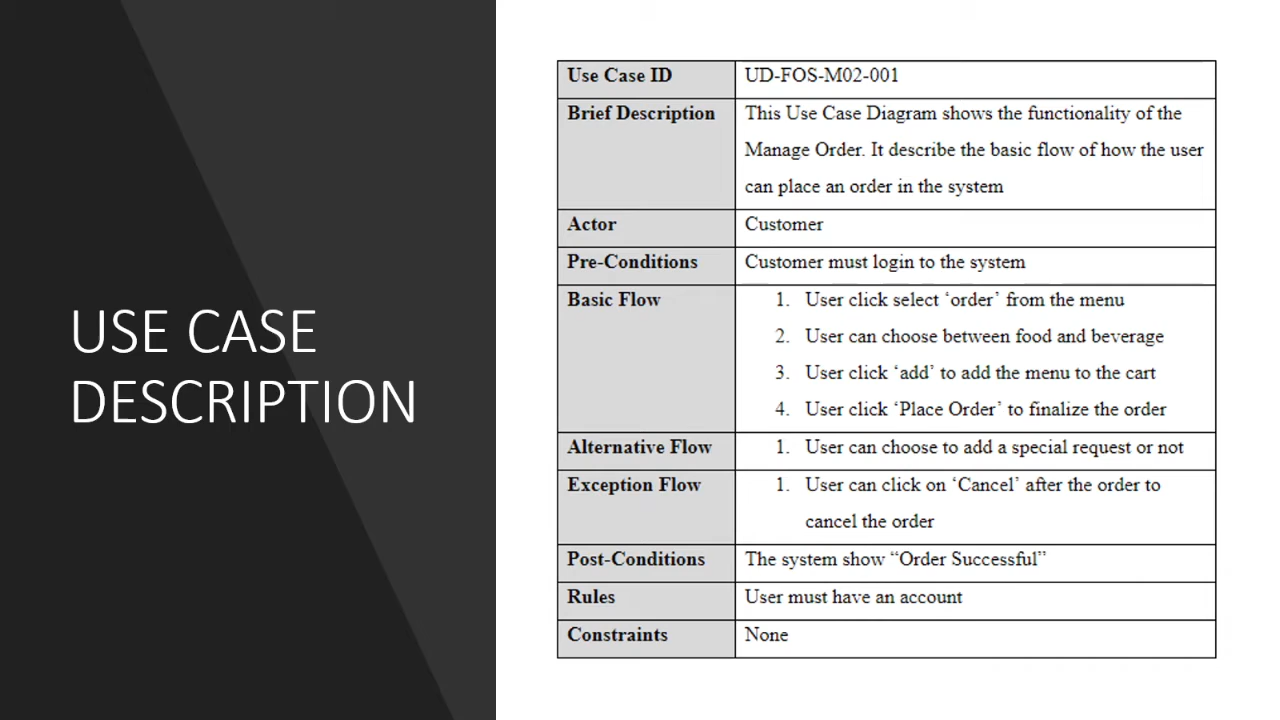 USE CASE
DESCRIPTION
Use Case ID UD-FOS-M02-001
Brief Description This Use Case Diagram shows the functionality of the
Manage Order. It describe the basic flow of how the user
can place an order in the system
Actor Customer
Pre-Conditions Customer must login to the system
Basic Flow 1. User click select ‘order’ from the menu
2. User can choose between food and beverage
3. User click ‘add’ to add the menu to the cart
4. User click ‘Place Order’ to finalize the order
Alternative Flow 1. User can choose to add a special request or not
Exception Flow 1. User can click on ‘Cancel’ after the order to
cancel the order
Post-Conditions The system show “Order Successful”
Rules User must have an account
Constraints None